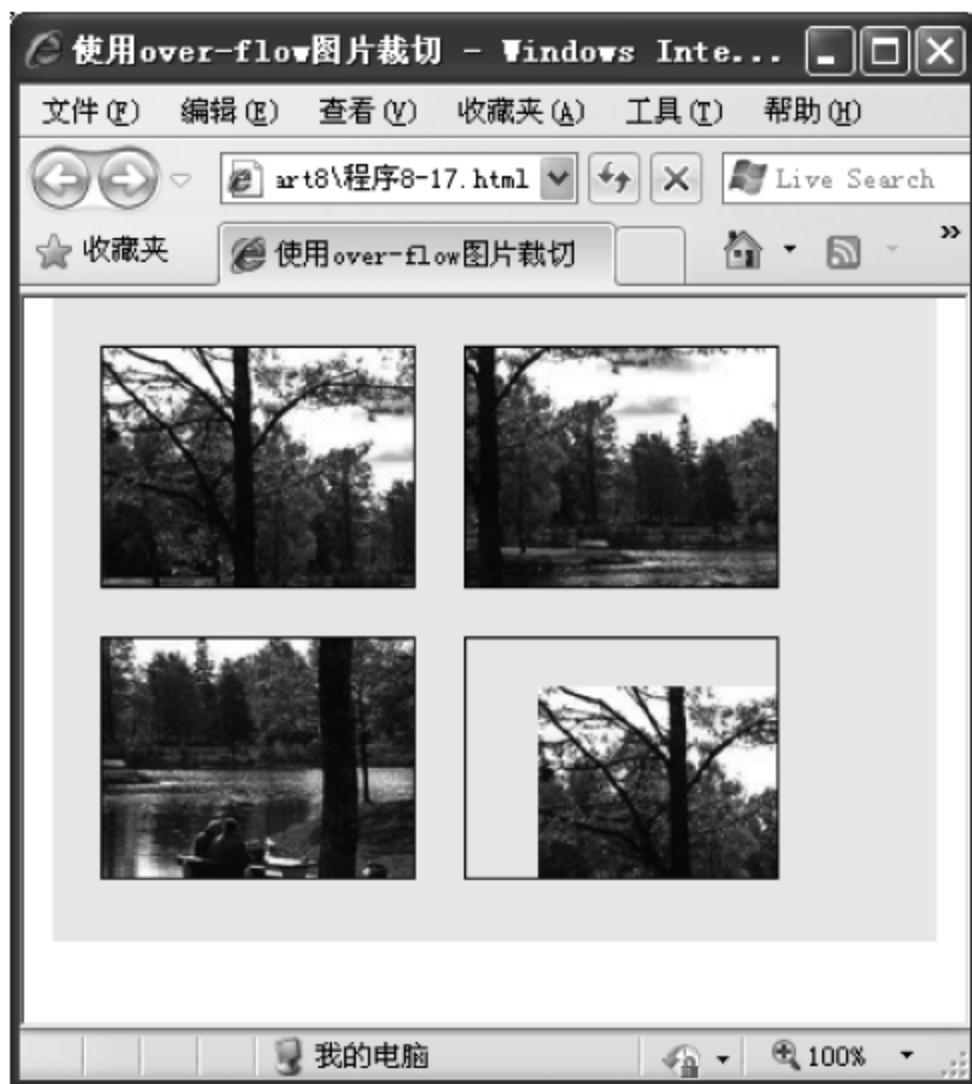 使用over-flow图片裁切 - Windows Inte...
文件(F) 编辑(E) 查看(V) 收藏夹(A) 工具(T) 帮助(H)
art8\程序8-17.html Live Search
收藏夹 使用over-flow图片裁切 »
我的电脑 100%